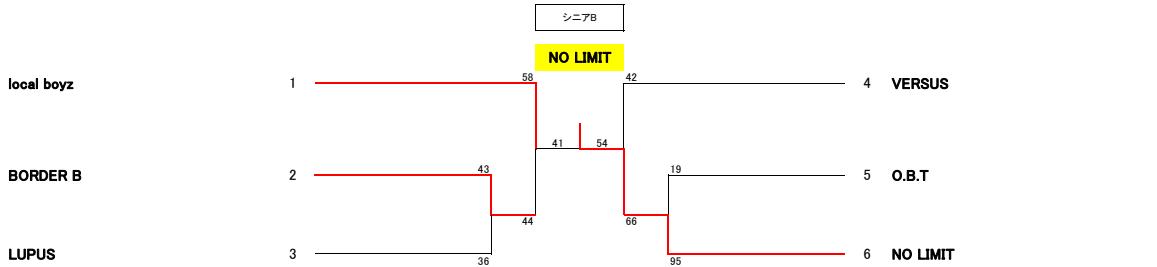 シニアB
NO LIMIT
local boyz 1 58 42 4 VERSUS
41 54
BORDER B 2 43 19 5 O.B.T
44 66
LUPUS 3 36 95 6 NO LIMIT